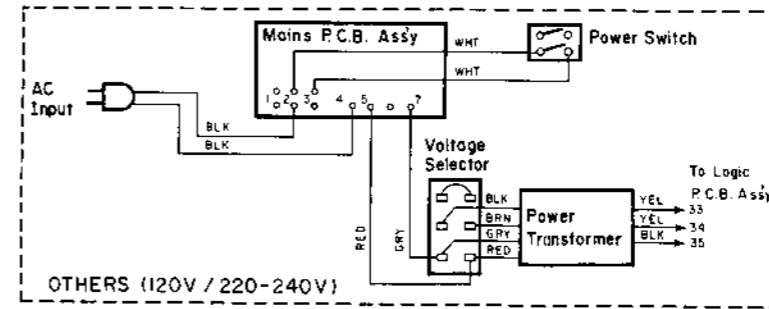 Mains P.C.B. Ass'y
WHT
Power Switch
WHT
AC
Input
1 2 3 4 5 7
BLK
BLK
Voltage
Selector
RED
GRY
BLK
BRN
GRY
RED
Power
Transformer
To Logic
P.C.B. Ass'y
YEL 33
YEL 34
BLK 35
OTHERS (120V / 220-240V)